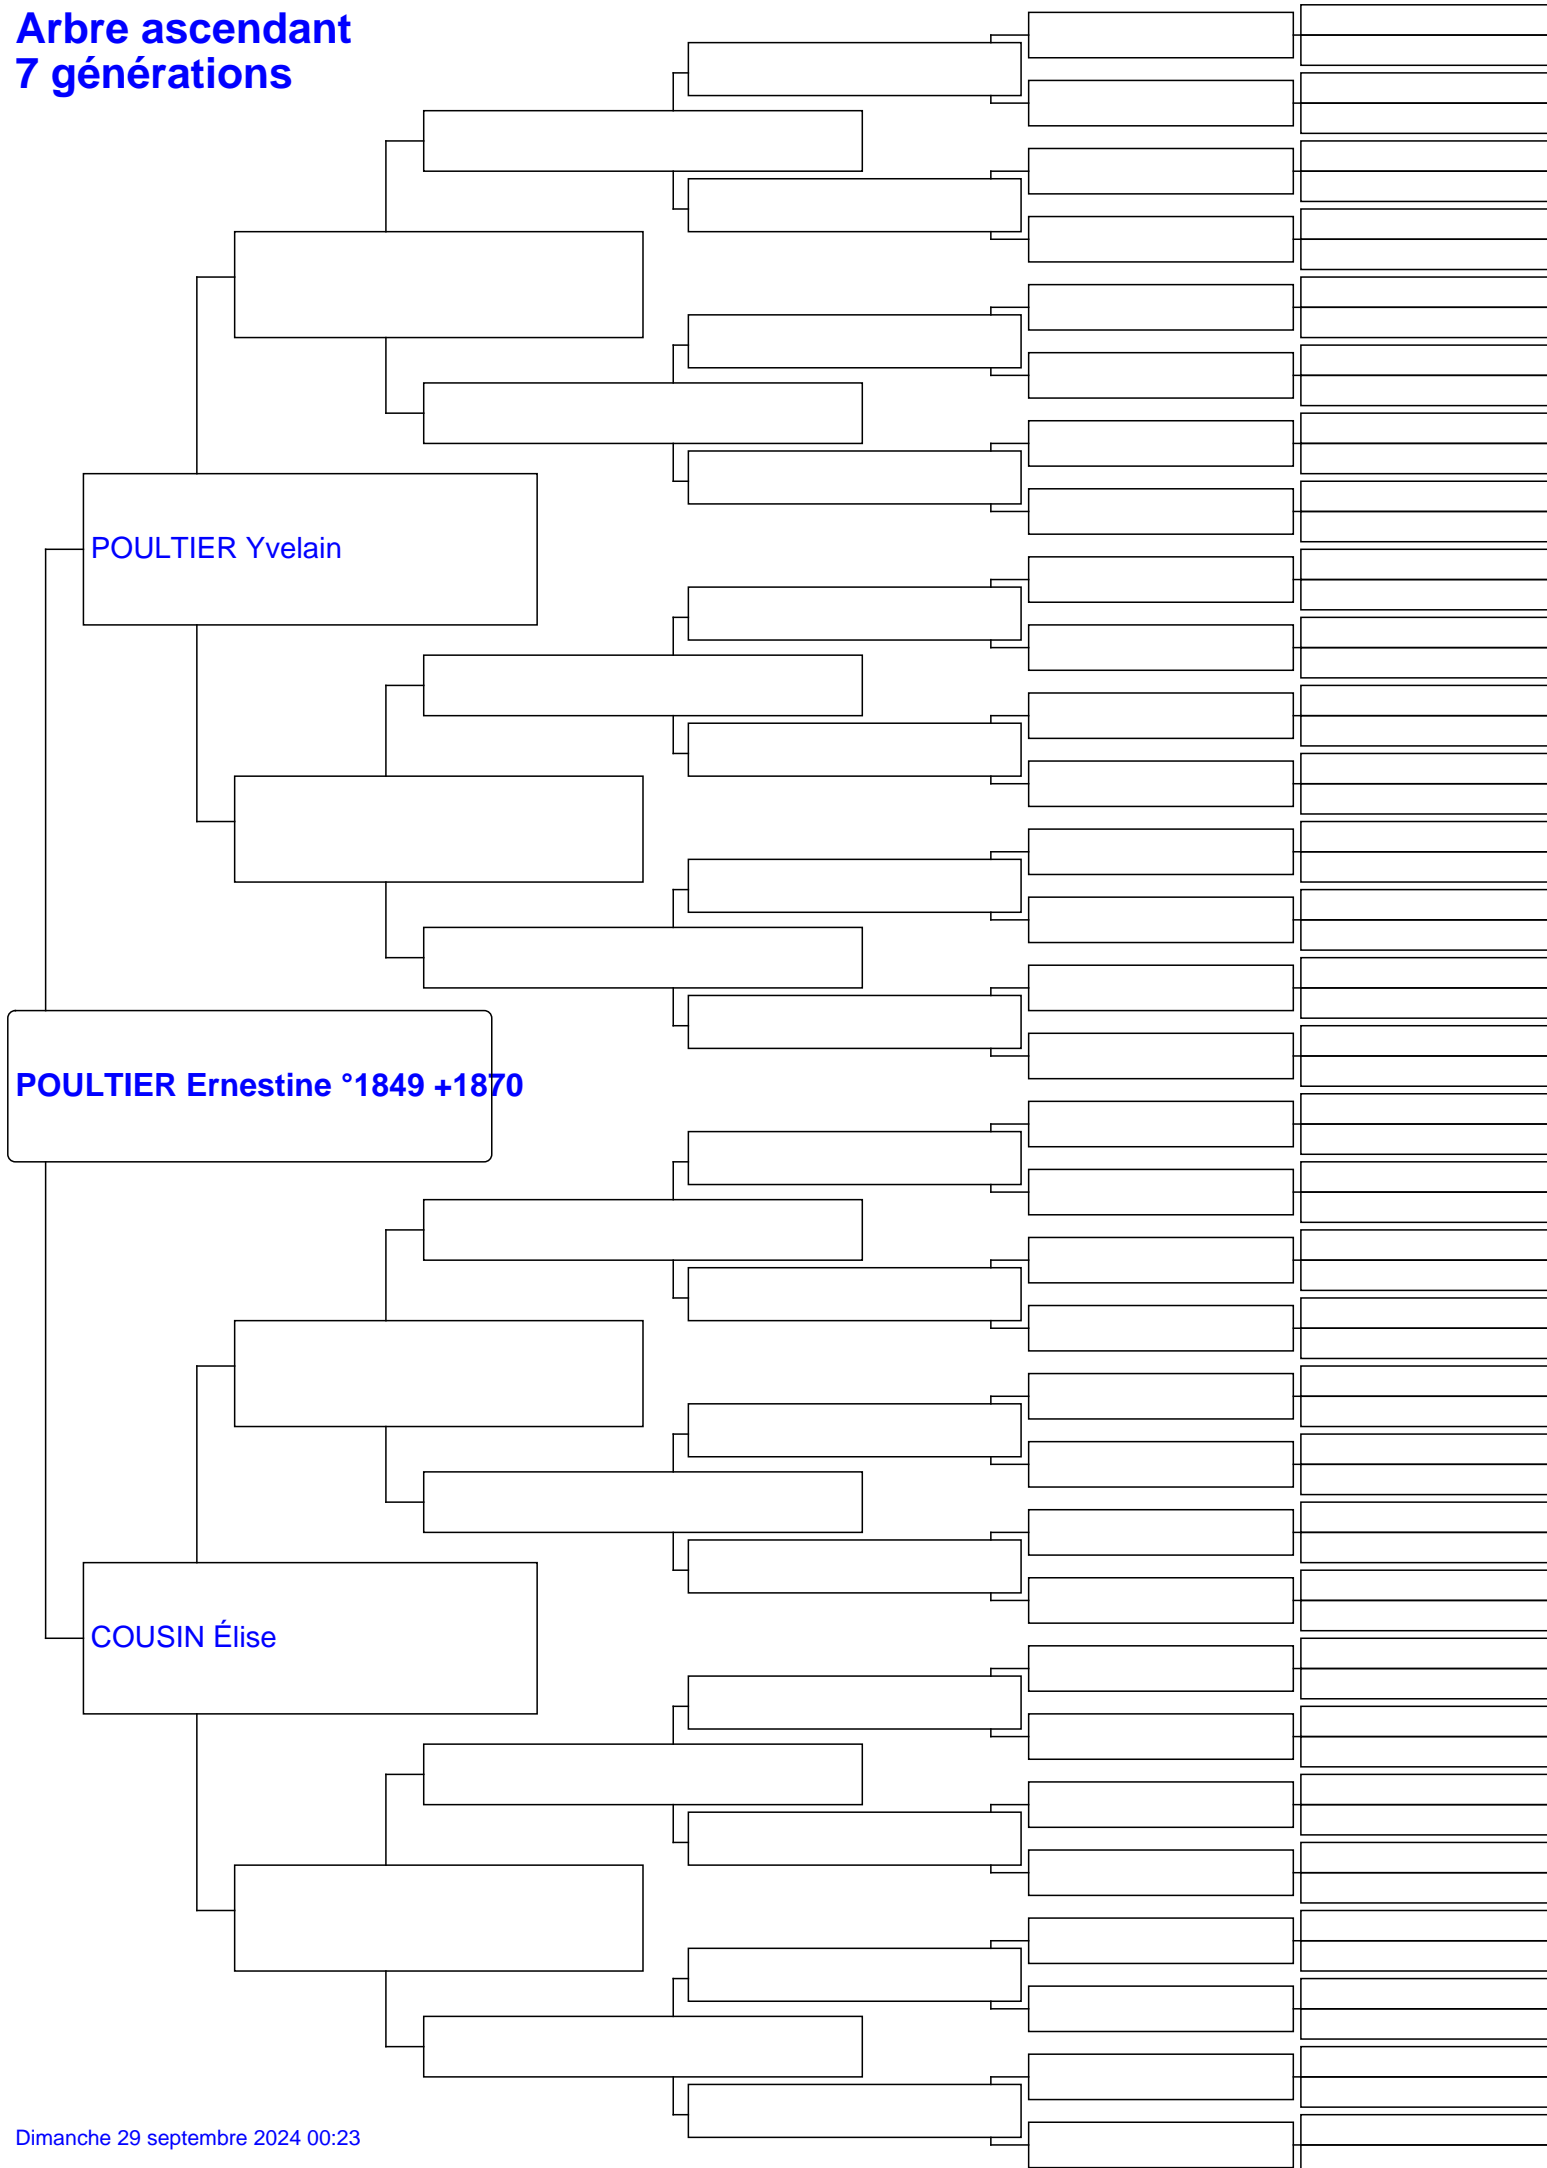 Arbre ascendant
7 générations
POULTIER Yvelain
POULTIER Ernestine °1849 +1870
COUSIN Élise
Dimanche 29 septembre 2024 00:23